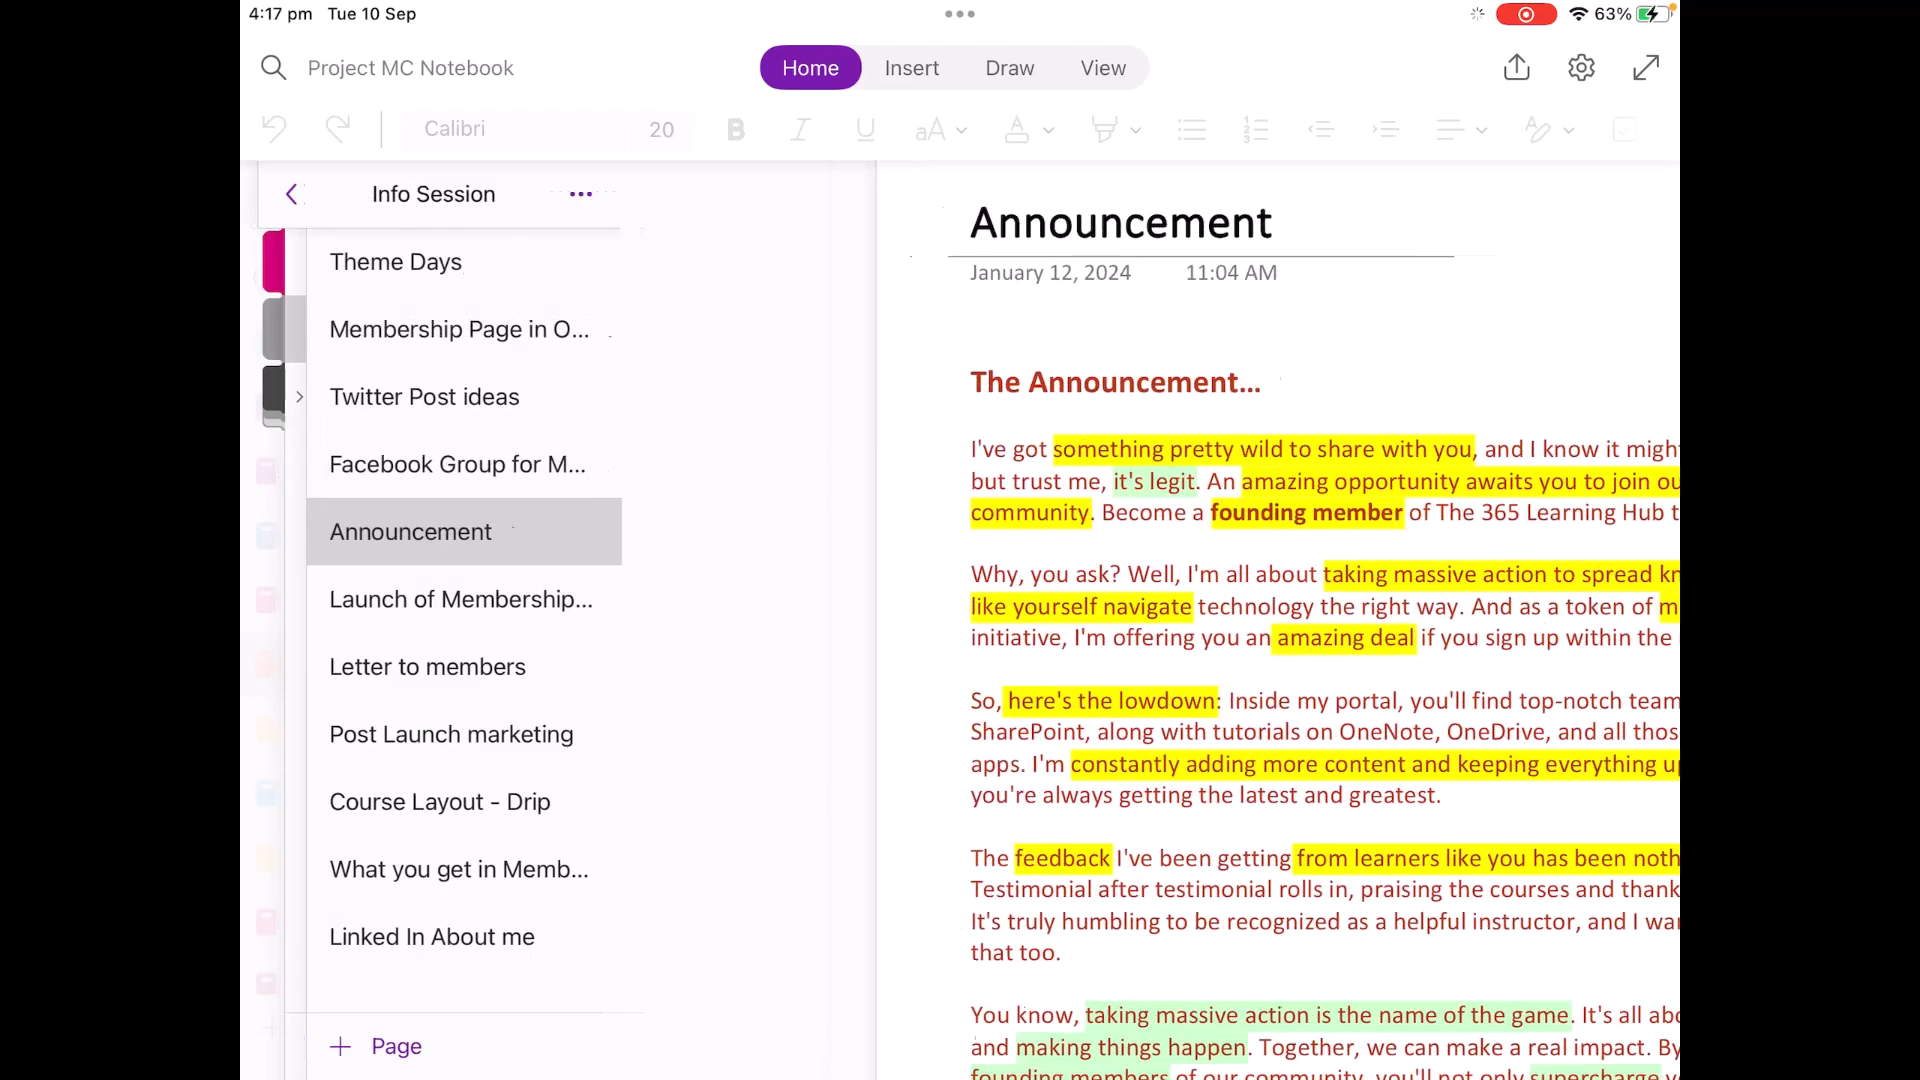 4:17 pm Tue 10 Sep
63%
Project MC Notebook
Home Insert Draw View
Calibri 20 B I U aA A
Info Session
Theme Days
Membership Page in O...
Twitter Post ideas
Facebook Group for M...
Announcement
Launch of Membership...
Letter to members
Post Launch marketing
Course Layout - Drip
What you get in Memb...
Linked In About me
Page
Announcement
January 12, 2024 11:04 AM
The Announcement...
I've got something pretty wild to share with you, and I know it migh
but trust me, it's legit. An amazing opportunity awaits you to join ou
community. Become a founding member of The 365 Learning Hub t
Why, you ask? Well, I'm all about taking massive action to spread kn
like yourself navigate technology the right way. And as a token of m
initiative, I'm offering you an amazing deal if you sign up within the
So, here's the lowdown: Inside my portal, you'll find top-notch team
SharePoint, along with tutorials on OneNote, OneDrive, and all thos
apps. I'm constantly adding more content and keeping everything up
you're always getting the latest and greatest.
The feedback I've been getting from learners like you has been noth
Testimonial after testimonial rolls in, praising the courses and thank
It's truly humbling to be recognized as a helpful instructor, and I wa
that too.
You know, taking massive action is the name of the game. It's all abo
and making things happen. Together, we can make a real impact. By
founding members of our community, you'll not only supercharge y